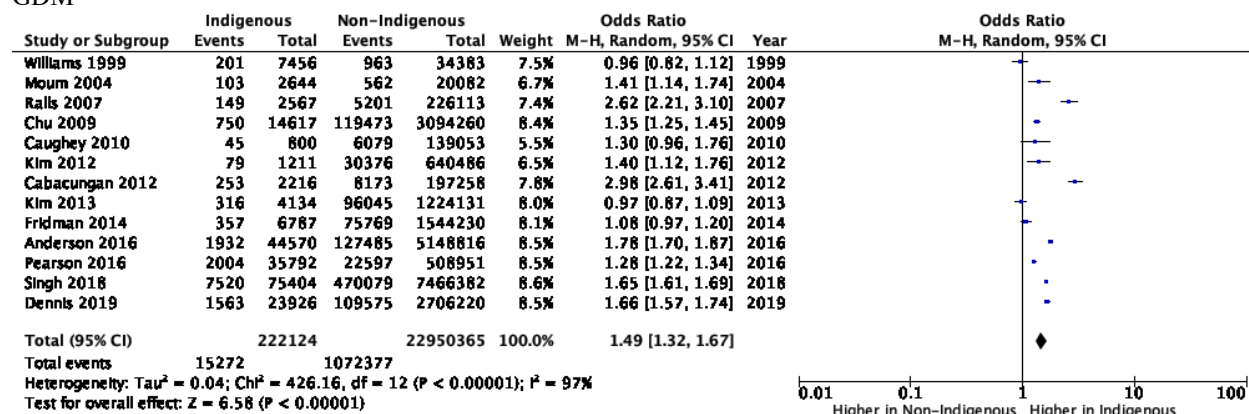 GDM
Indigenous Non-Indigenous Odds Ratio Odds Ratio
Study or Subgroup Events Total Events Total Weight M-H, Random, 95% CI Year M-H, Random, 95% CI
Williams 1999 201 7456 963 34383 7.5% 0.96 [0.82, 1.12] 1999
Moum 2004 103 2644 562 20082 6.7% 1.41 [1.14, 1.74] 2004
Ralls 2007 149 2567 5201 226113 7.4% 2.62 [2.21, 3.10] 2007
Chu 2009 750 14617 119473 3094260 8.4% 1.35 [1.25, 1.45] 2009
Caughey 2010 45 800 6079 139053 5.5% 1.30 [0.96, 1.76] 2010
Kim 2012 79 1211 30376 640486 6.5% 1.40 [1.12, 1.76] 2012
Cabacungan 2012 253 2216 8173 197258 7.8% 2.98 [2.61, 3.41] 2012
Kim 2013 316 4134 96045 1224131 8.0% 0.97 [0.87, 1.09] 2013
Fridman 2014 357 6787 75769 1544230 8.1% 1.08 [0.97, 1.20] 2014
Anderson 2016 1932 44570 127485 5148816 8.5% 1.78 [1.70, 1.87] 2016
Pearson 2016 2004 35792 22597 508951 8.5% 1.28 [1.22, 1.34] 2016
Singh 2018 7520 75404 470079 7466382 8.6% 1.65 [1.61, 1.69] 2018
Dennis 2019 1563 23926 109575 2706220 8.5% 1.66 [1.57, 1.74] 2019
Total (95% CI) 222124 22950365 100.0% 1.49 [1.32, 1.67]
Total events 15272 1072377
Heterogeneity: Tau² = 0.04; Chi² = 426.16, df = 12 (P < 0.00001); I² = 97%
Test for overall effect: Z = 6.58 (P < 0.00001)
0.01 0.1 1 10 100
Higher in Non-Indigenous Higher in Indigenous